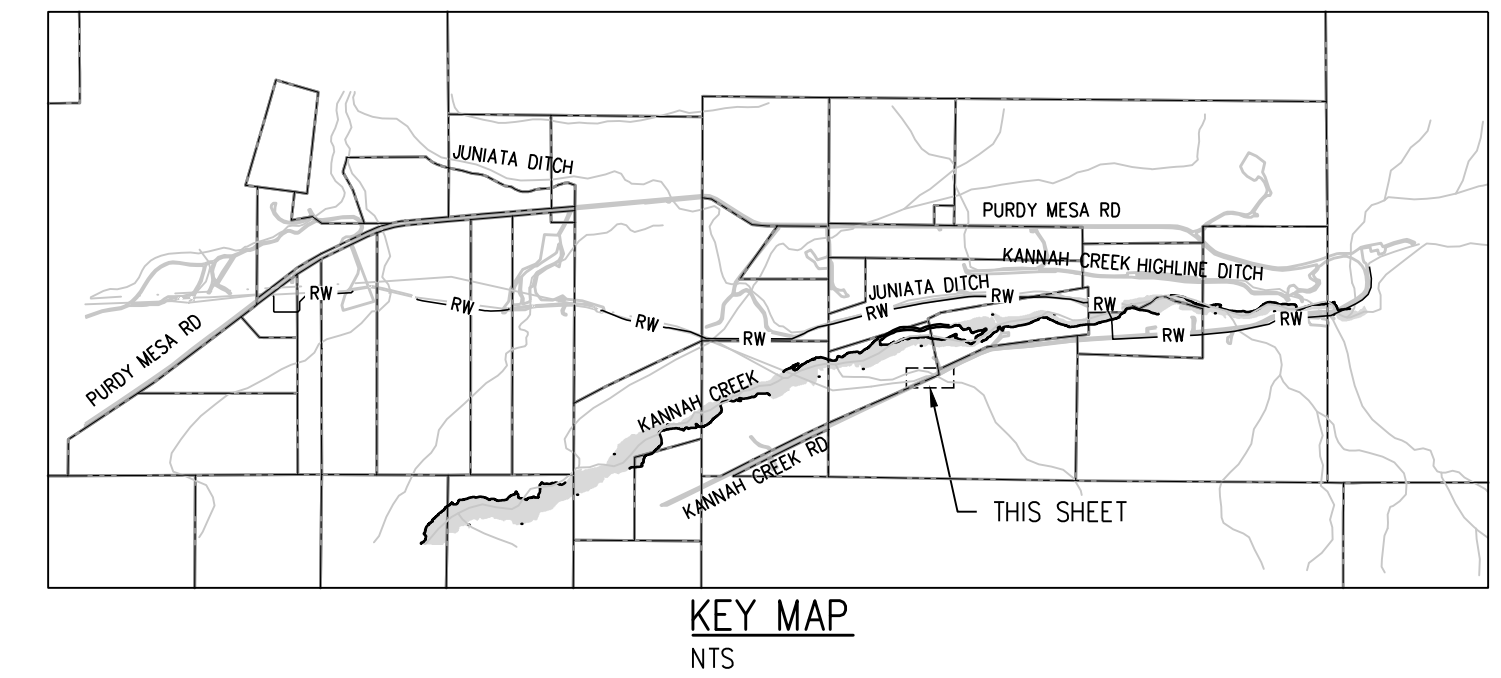 JUNIATA DITCH
PURDY MESA RD
KANNAH CREEK HIGHLINE DITCH
JUNIATA DITCH
RW
RW
RW
RW
RW
RW
RW
RW
RW
PURDY MESA RD
KANNAH CREEK
KANNAH CREEK RD
THIS SHEET
KEY MAP
NTS